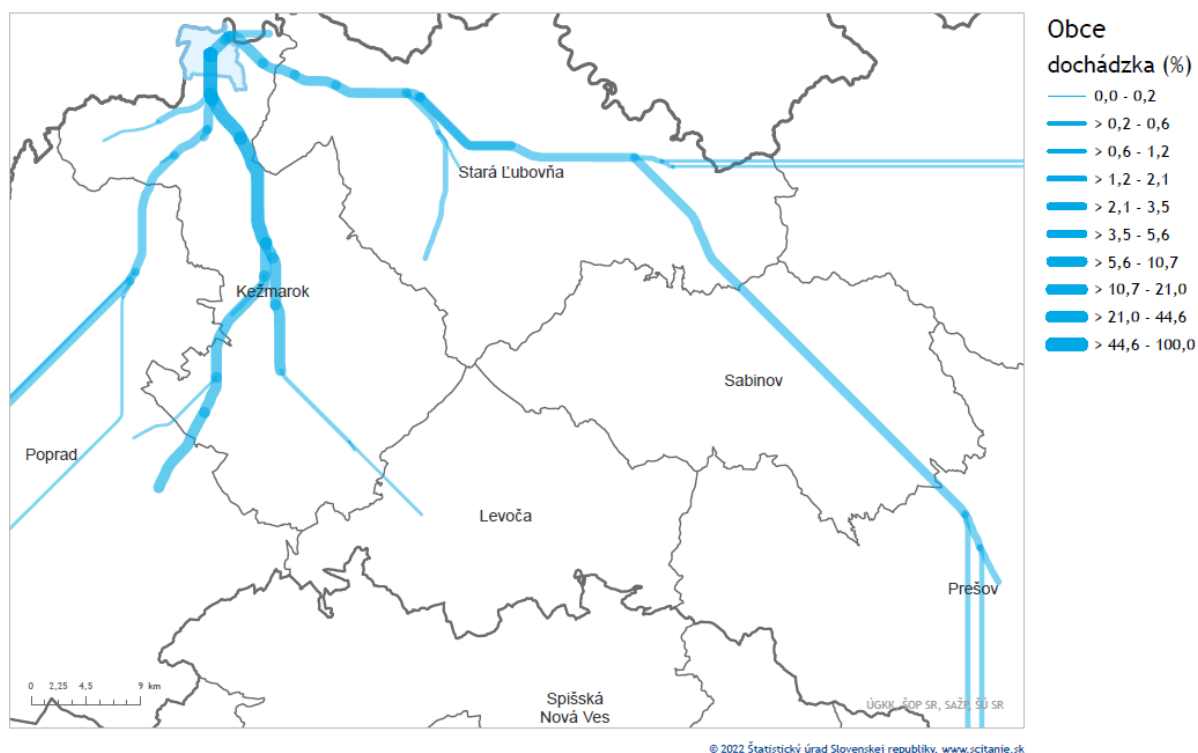 Obce
dochádzka (%)
0,0 - 0,2
> 0,2 - 0,6
> 0,6 - 1,2
> 1,2 - 2,1
> 2,1 - 3,5
> 3,5 - 5,6
> 5,6 - 10,7
> 10,7 - 21,0
> 21,0 - 44,6
> 44,6 - 100,0
Stará Ľubovňa
Kežmarok
Sabinov
Poprad
Levoča
Prešov
Spišská
Nová Ves
0 2,25 4,5 9 km
ÚGKK, ŠOP SR, SAŽP, ŠÚ SR
© 2022 Štatistický úrad Slovenskej republiky, www.scitanie.sk